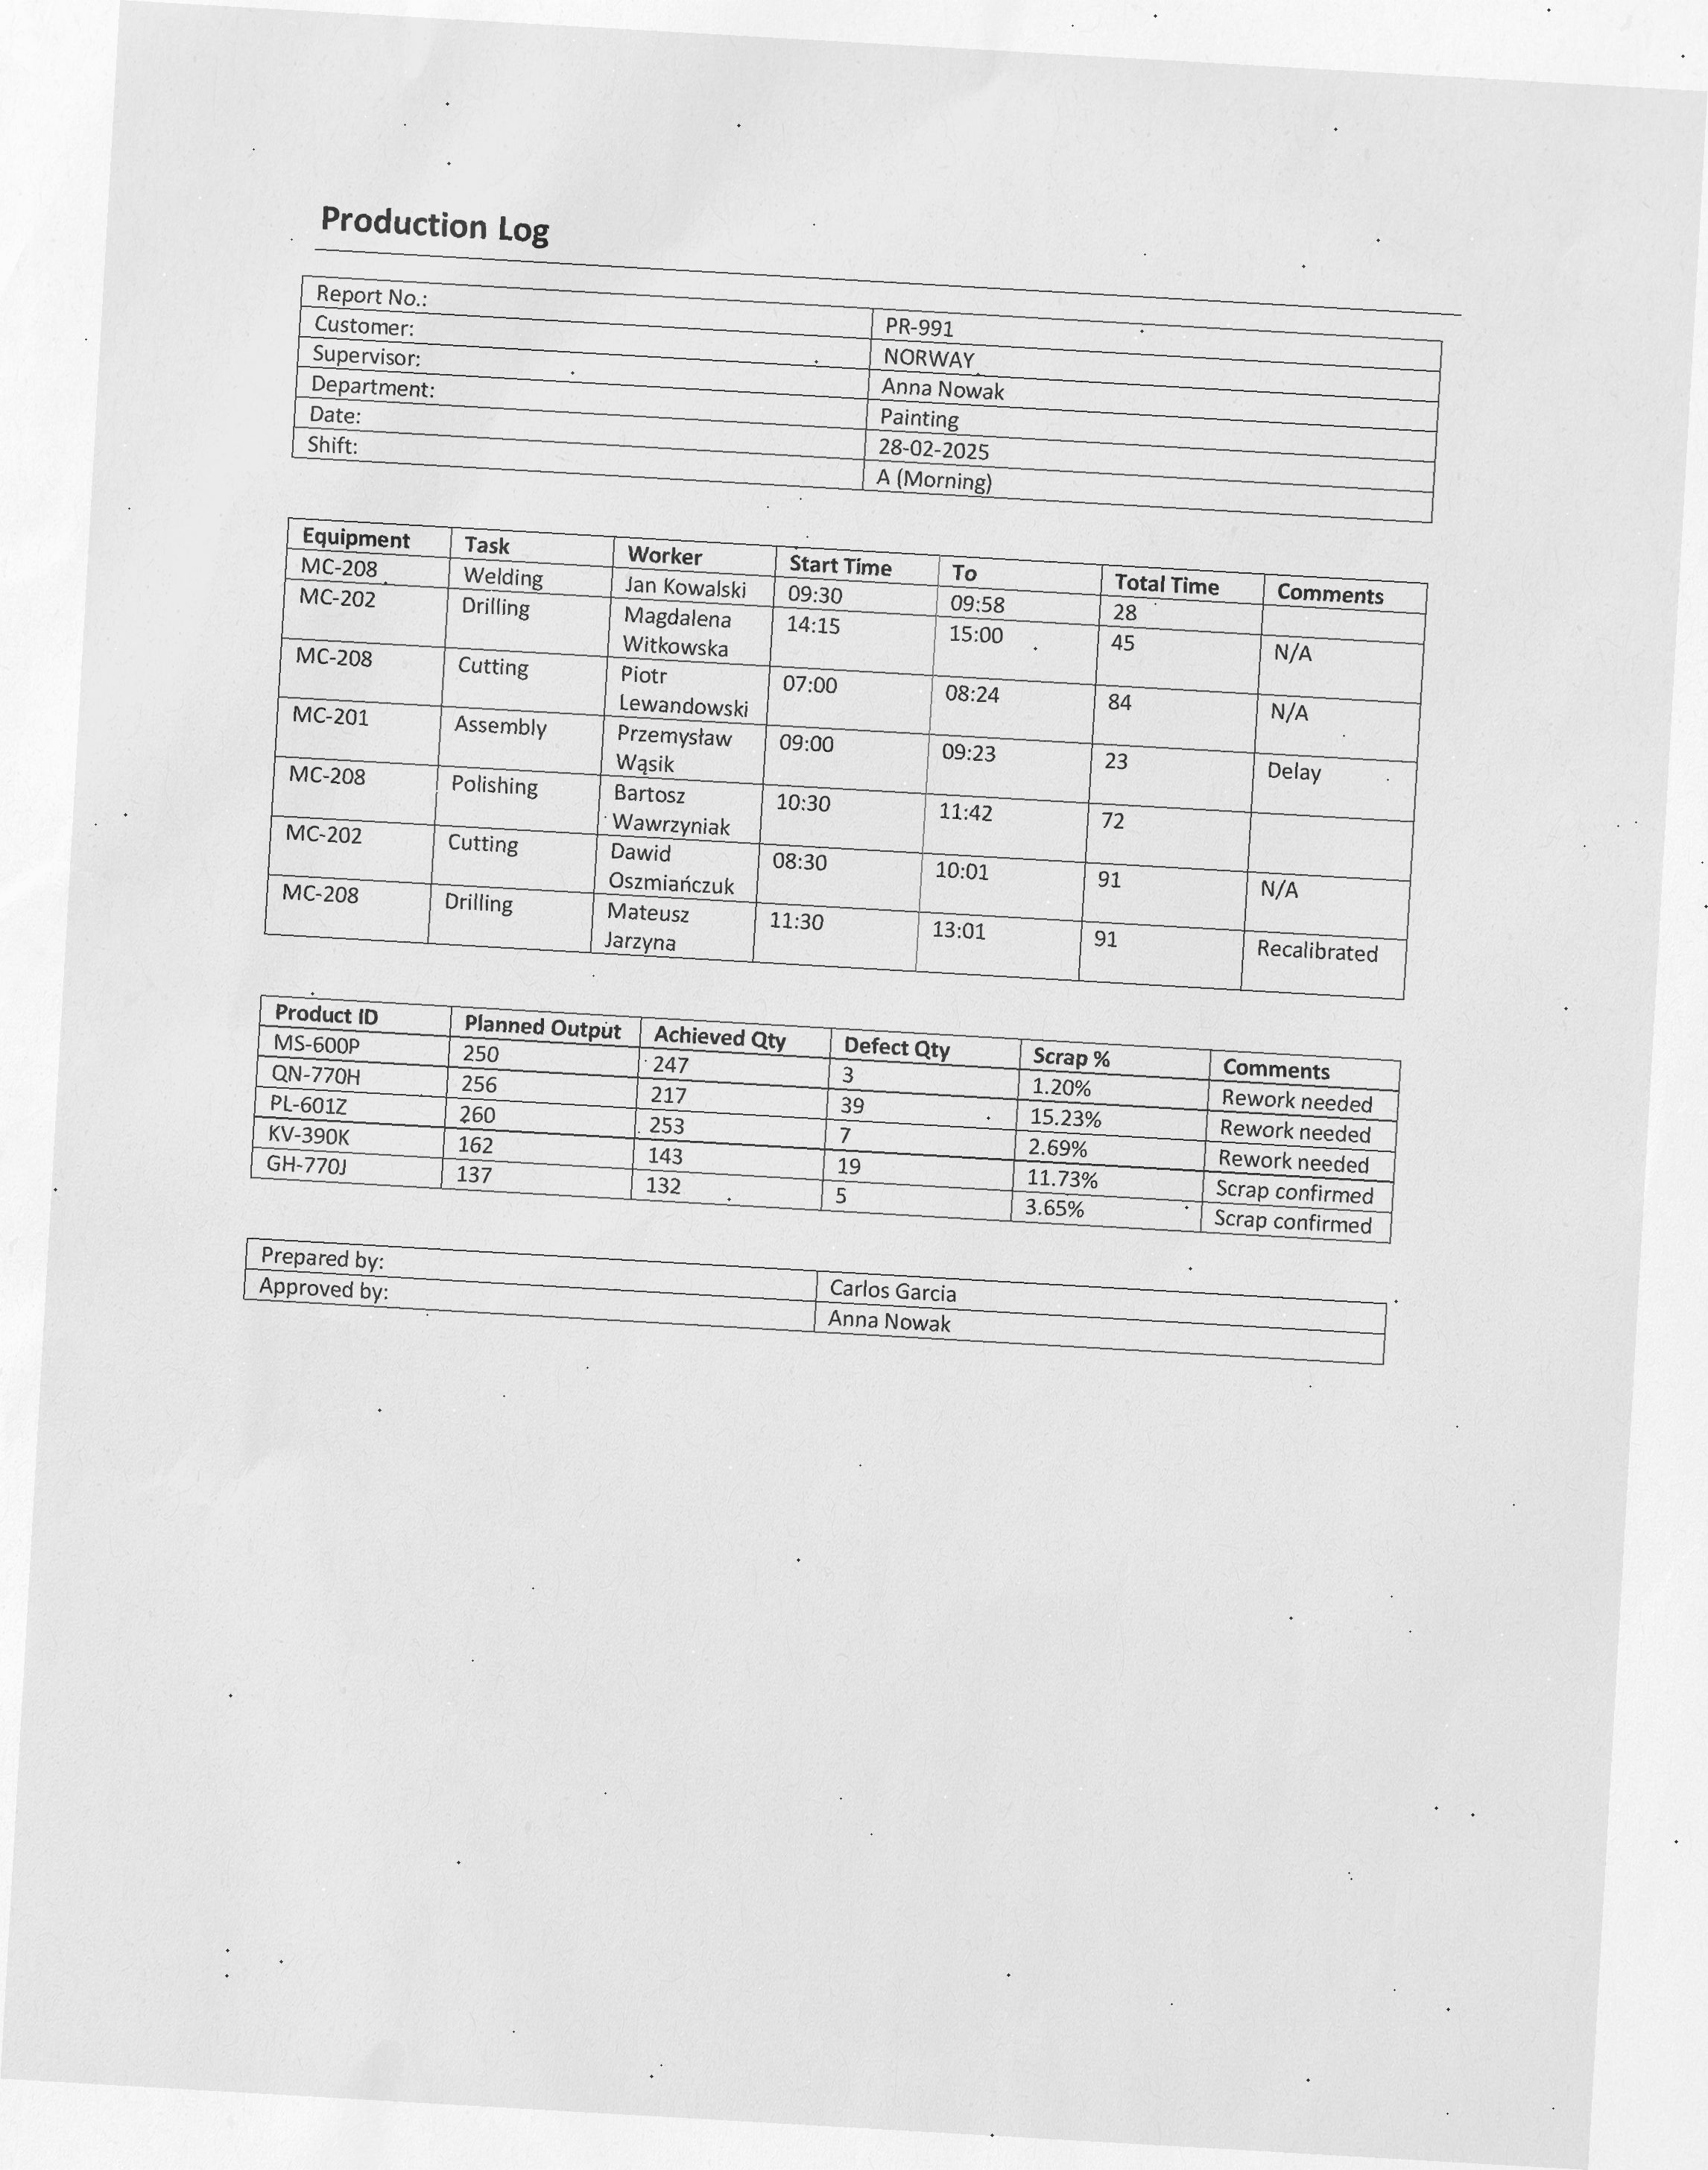 Production Log
Report No.: PR-991
Customer: NORWAY
Supervisor: Anna Nowak
Department: Painting
Date: 28-02-2025
Shift: A (Morning)
Equipment Task Worker Start Time To Total Time Comments
MC-208 Welding Jan Kowalski 09:30 09:58 28
MC-202 Drilling Magdalena Witkowska 14:15 15:00 45 N/A
MC-208 Cutting Piotr Lewandowski 07:00 08:24 84 N/A
MC-201 Assembly Przemysław Wąsik 09:00 09:23 23 Delay
MC-208 Polishing Bartosz Wawrzyniak 10:30 11:42 72
MC-202 Cutting Dawid Oszmiańczuk 08:30 10:01 91 N/A
MC-208 Drilling Mateusz Jarzyna 11:30 13:01 91 Recalibrated
Product ID Planned Output Achieved Qty Defect Qty Scrap % Comments
MS-600P 250 247 3 1.20% Rework needed
QN-770H 256 217 39 15.23% Rework needed
PL-601Z 260 253 7 2.69% Rework needed
KV-390K 162 143 19 11.73% Scrap confirmed
GH-770J 137 132 5 3.65% Scrap confirmed
Prepared by: Carlos Garcia
Approved by: Anna Nowak